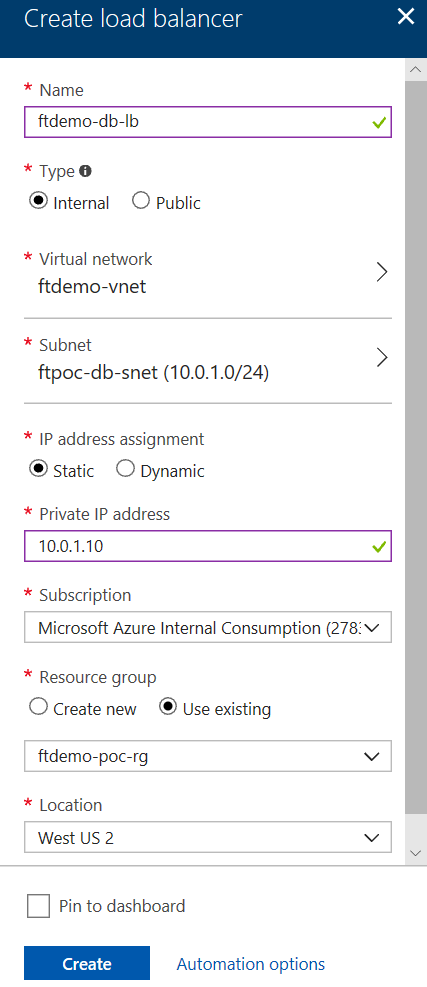 Create load balancer
* Name
ftdemo-db-lb
* Type
Internal Public
* Virtual network
ftdemo-vnet
* Subnet
ftpoc-db-snet (10.0.1.0/24)
* IP address assignment
Static Dynamic
* Private IP address
10.0.1.10
* Subscription
Microsoft Azure Internal Consumption (278
* Resource group
Create new Use existing
ftdemo-poc-rg
* Location
West US 2
Pin to dashboard
Create Automation options